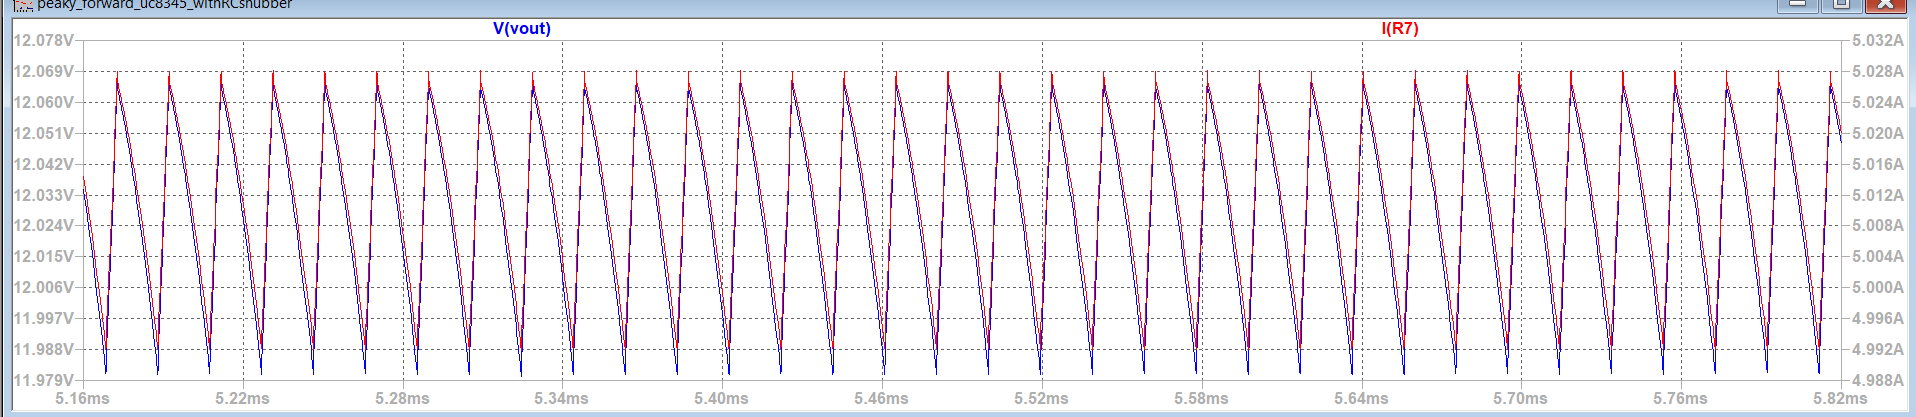 peaky_forward_uc8345_withRCsnubber
V(vout) I(R7)
12.078V 5.032A
12.069V 5.028A
12.060V 5.024A
12.051V 5.020A
12.042V 5.016A
12.033V 5.012A
12.024V 5.008A
12.015V 5.004A
12.006V 5.000A
11.997V 4.996A
11.988V 4.992A
11.979V 4.988A
5.16ms 5.22ms 5.28ms 5.34ms 5.40ms 5.46ms 5.52ms 5.58ms 5.64ms 5.70ms 5.76ms 5.82ms